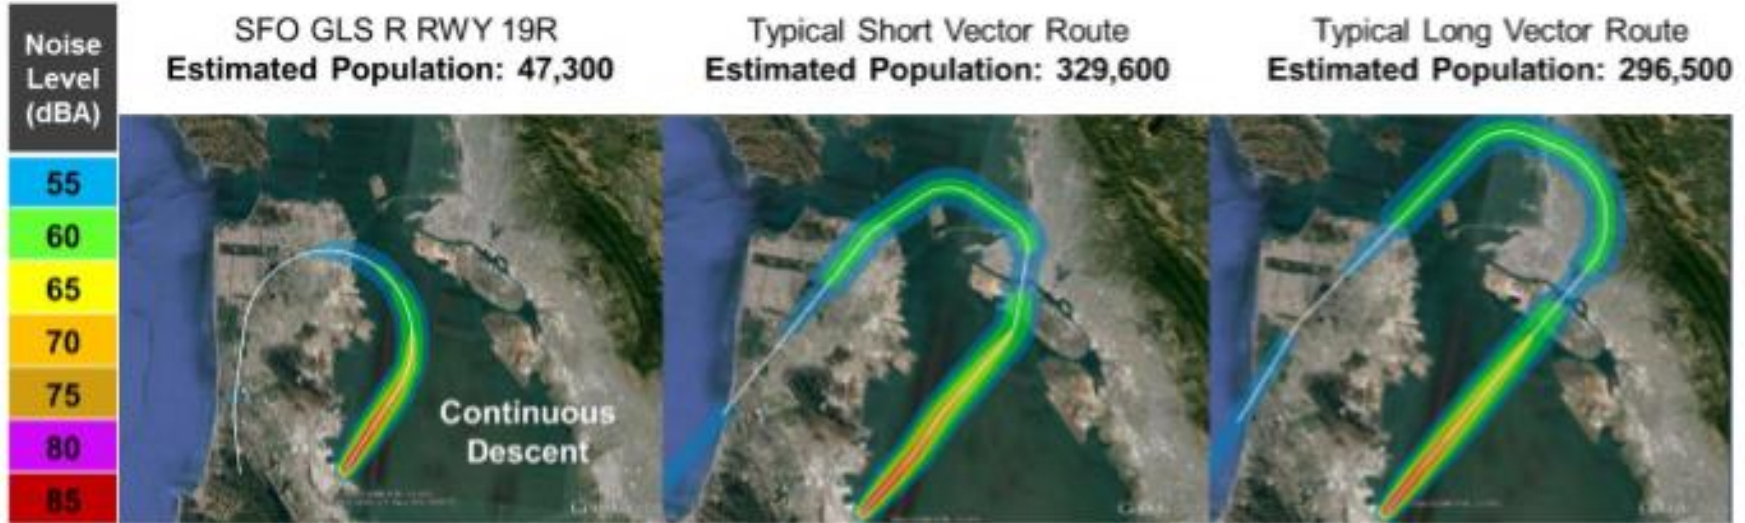 Noise
Level
(dBA)
55
60
65
70
75
80
85
SFO GLS R RWY 19R
Estimated Population: 47,300
Continuous
Descent
Typical Short Vector Route
Estimated Population: 329,600
Typical Long Vector Route
Estimated Population: 296,500